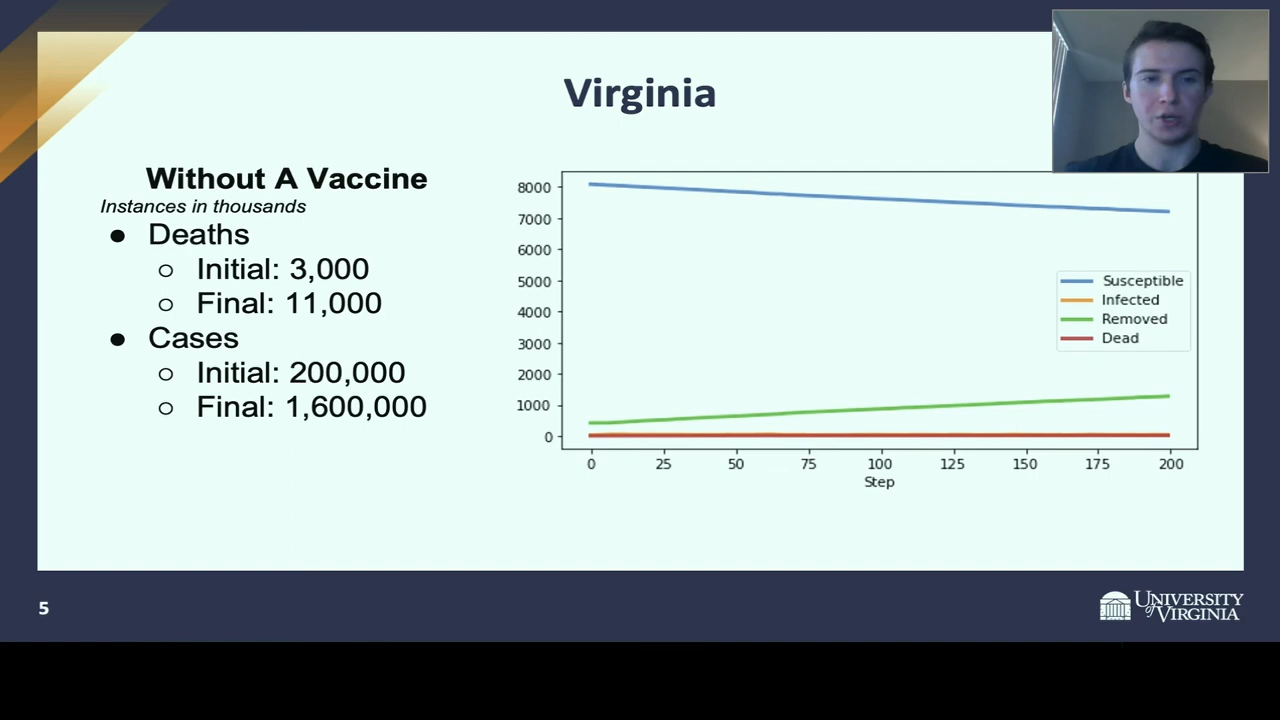 Virginia
Without A Vaccine
Instances in thousands
● Deaths
○ Initial: 3,000
○ Final: 11,000
● Cases
○ Initial: 200,000
○ Final: 1,600,000
8000
7000
6000
5000
4000
3000
2000
1000
0
0 25 50 75 100 125 150 175 200
Step
Susceptible
Infected
Removed
Dead
5
UNIVERSITY
of VIRGINIA